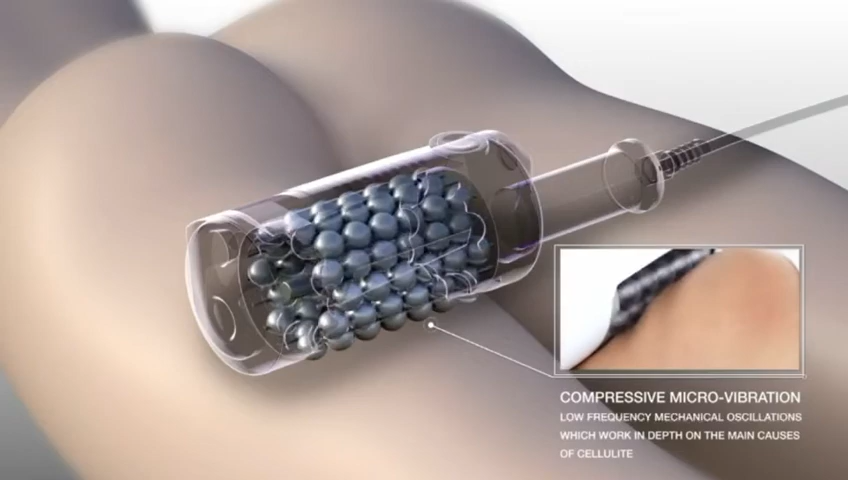 COMPRESSIVE MICRO-VIBRATION
LOW FREQUENCY MECHANICAL OSCILLATIONS
WHICH WORK IN DEPTH ON THE MAIN CAUSES
OF CELLULITE